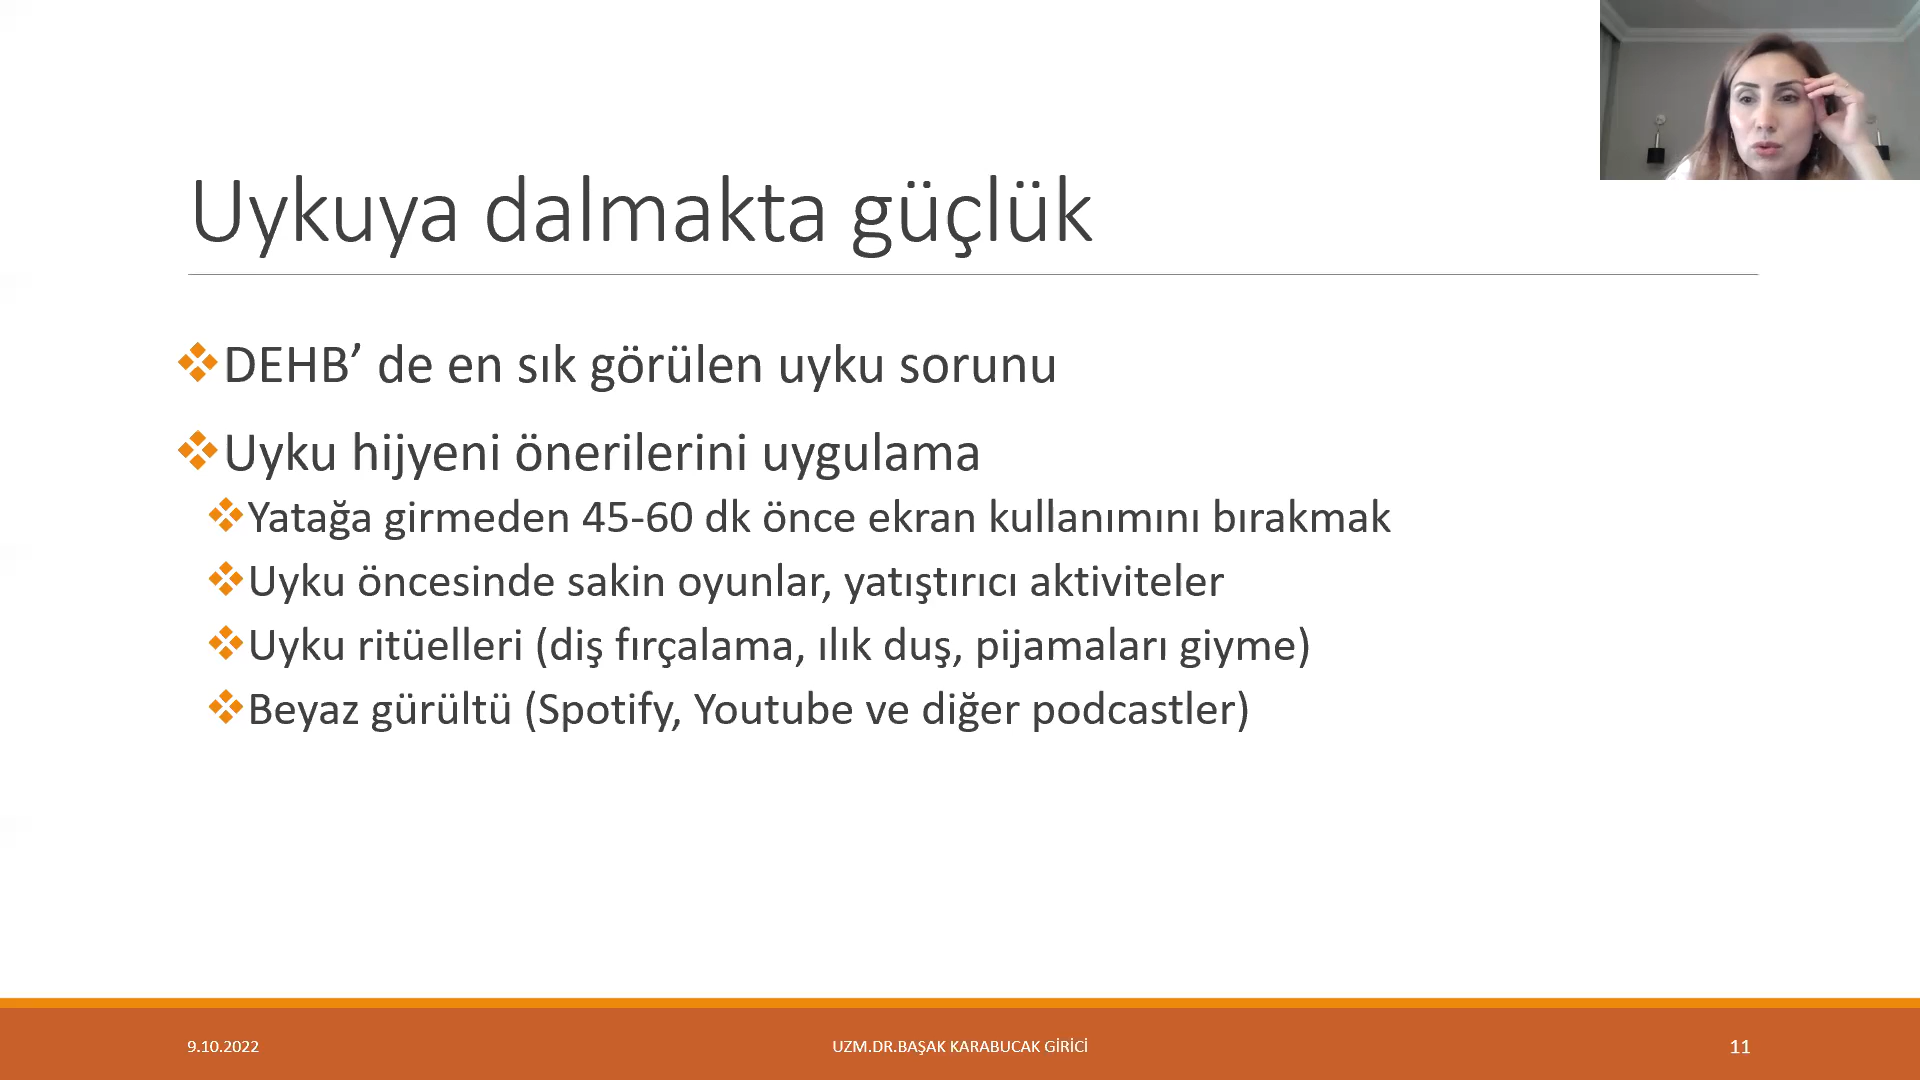 Uykuya dalmakta güçlük
DEHB’ de en sık görülen uyku sorunu
Uyku hijyeni önerilerini uygulama
Yatağa girmeden 45-60 dk önce ekran kullanımını bırakmak
Uyku öncesinde sakin oyunlar, yatıştırıcı aktiviteler
Uyku ritüelleri (diş fırçalama, ılık duş, pijamaları giyme)
Beyaz gürültü (Spotify, Youtube ve diğer podcastler)
9.10.2022
UZM.DR.BAŞAK KARABUCAK GİRİCİ
11